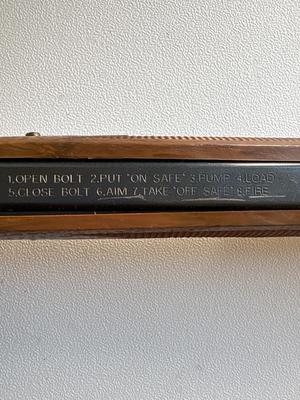 1.OPEN BOLT 2.PUT "ON SAFE" 3.PUMP 4.LOAD
5.CLOSE BOLT 6.AIM 7.TAKE "OFF SAFE" 8.FIRE